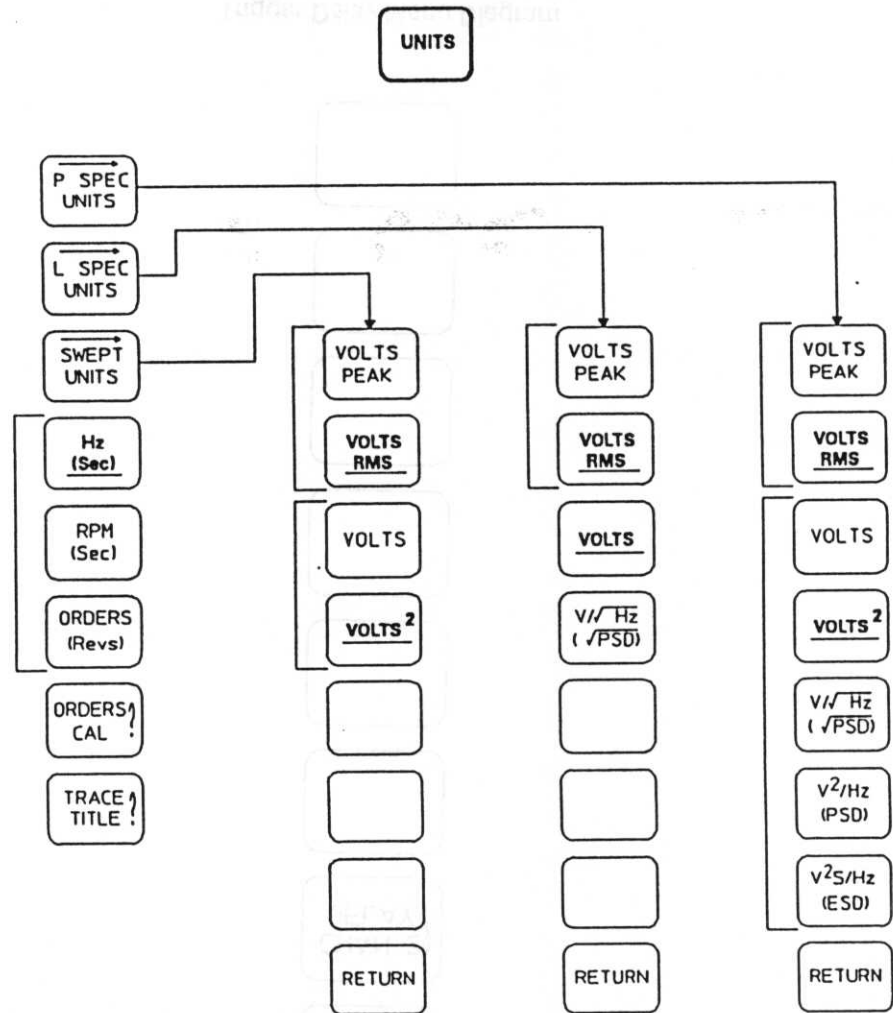 UNITS
P SPEC
UNITS
L SPEC
UNITS
SWEPT
UNITS
Hz
(Sec)
RPM
(Sec)
ORDERS
(Revs)
ORDERS
CAL ?
TRACE
TITLE ?
VOLTS
PEAK
VOLTS
RMS
VOLTS
VOLTS²
RETURN
VOLTS
PEAK
VOLTS
RMS
VOLTS
V/√Hz
(√PSD)
RETURN
VOLTS
PEAK
VOLTS
RMS
VOLTS
VOLTS²
V/√Hz
(√PSD)
V²/Hz
(PSD)
V²S/Hz
(ESD)
RETURN